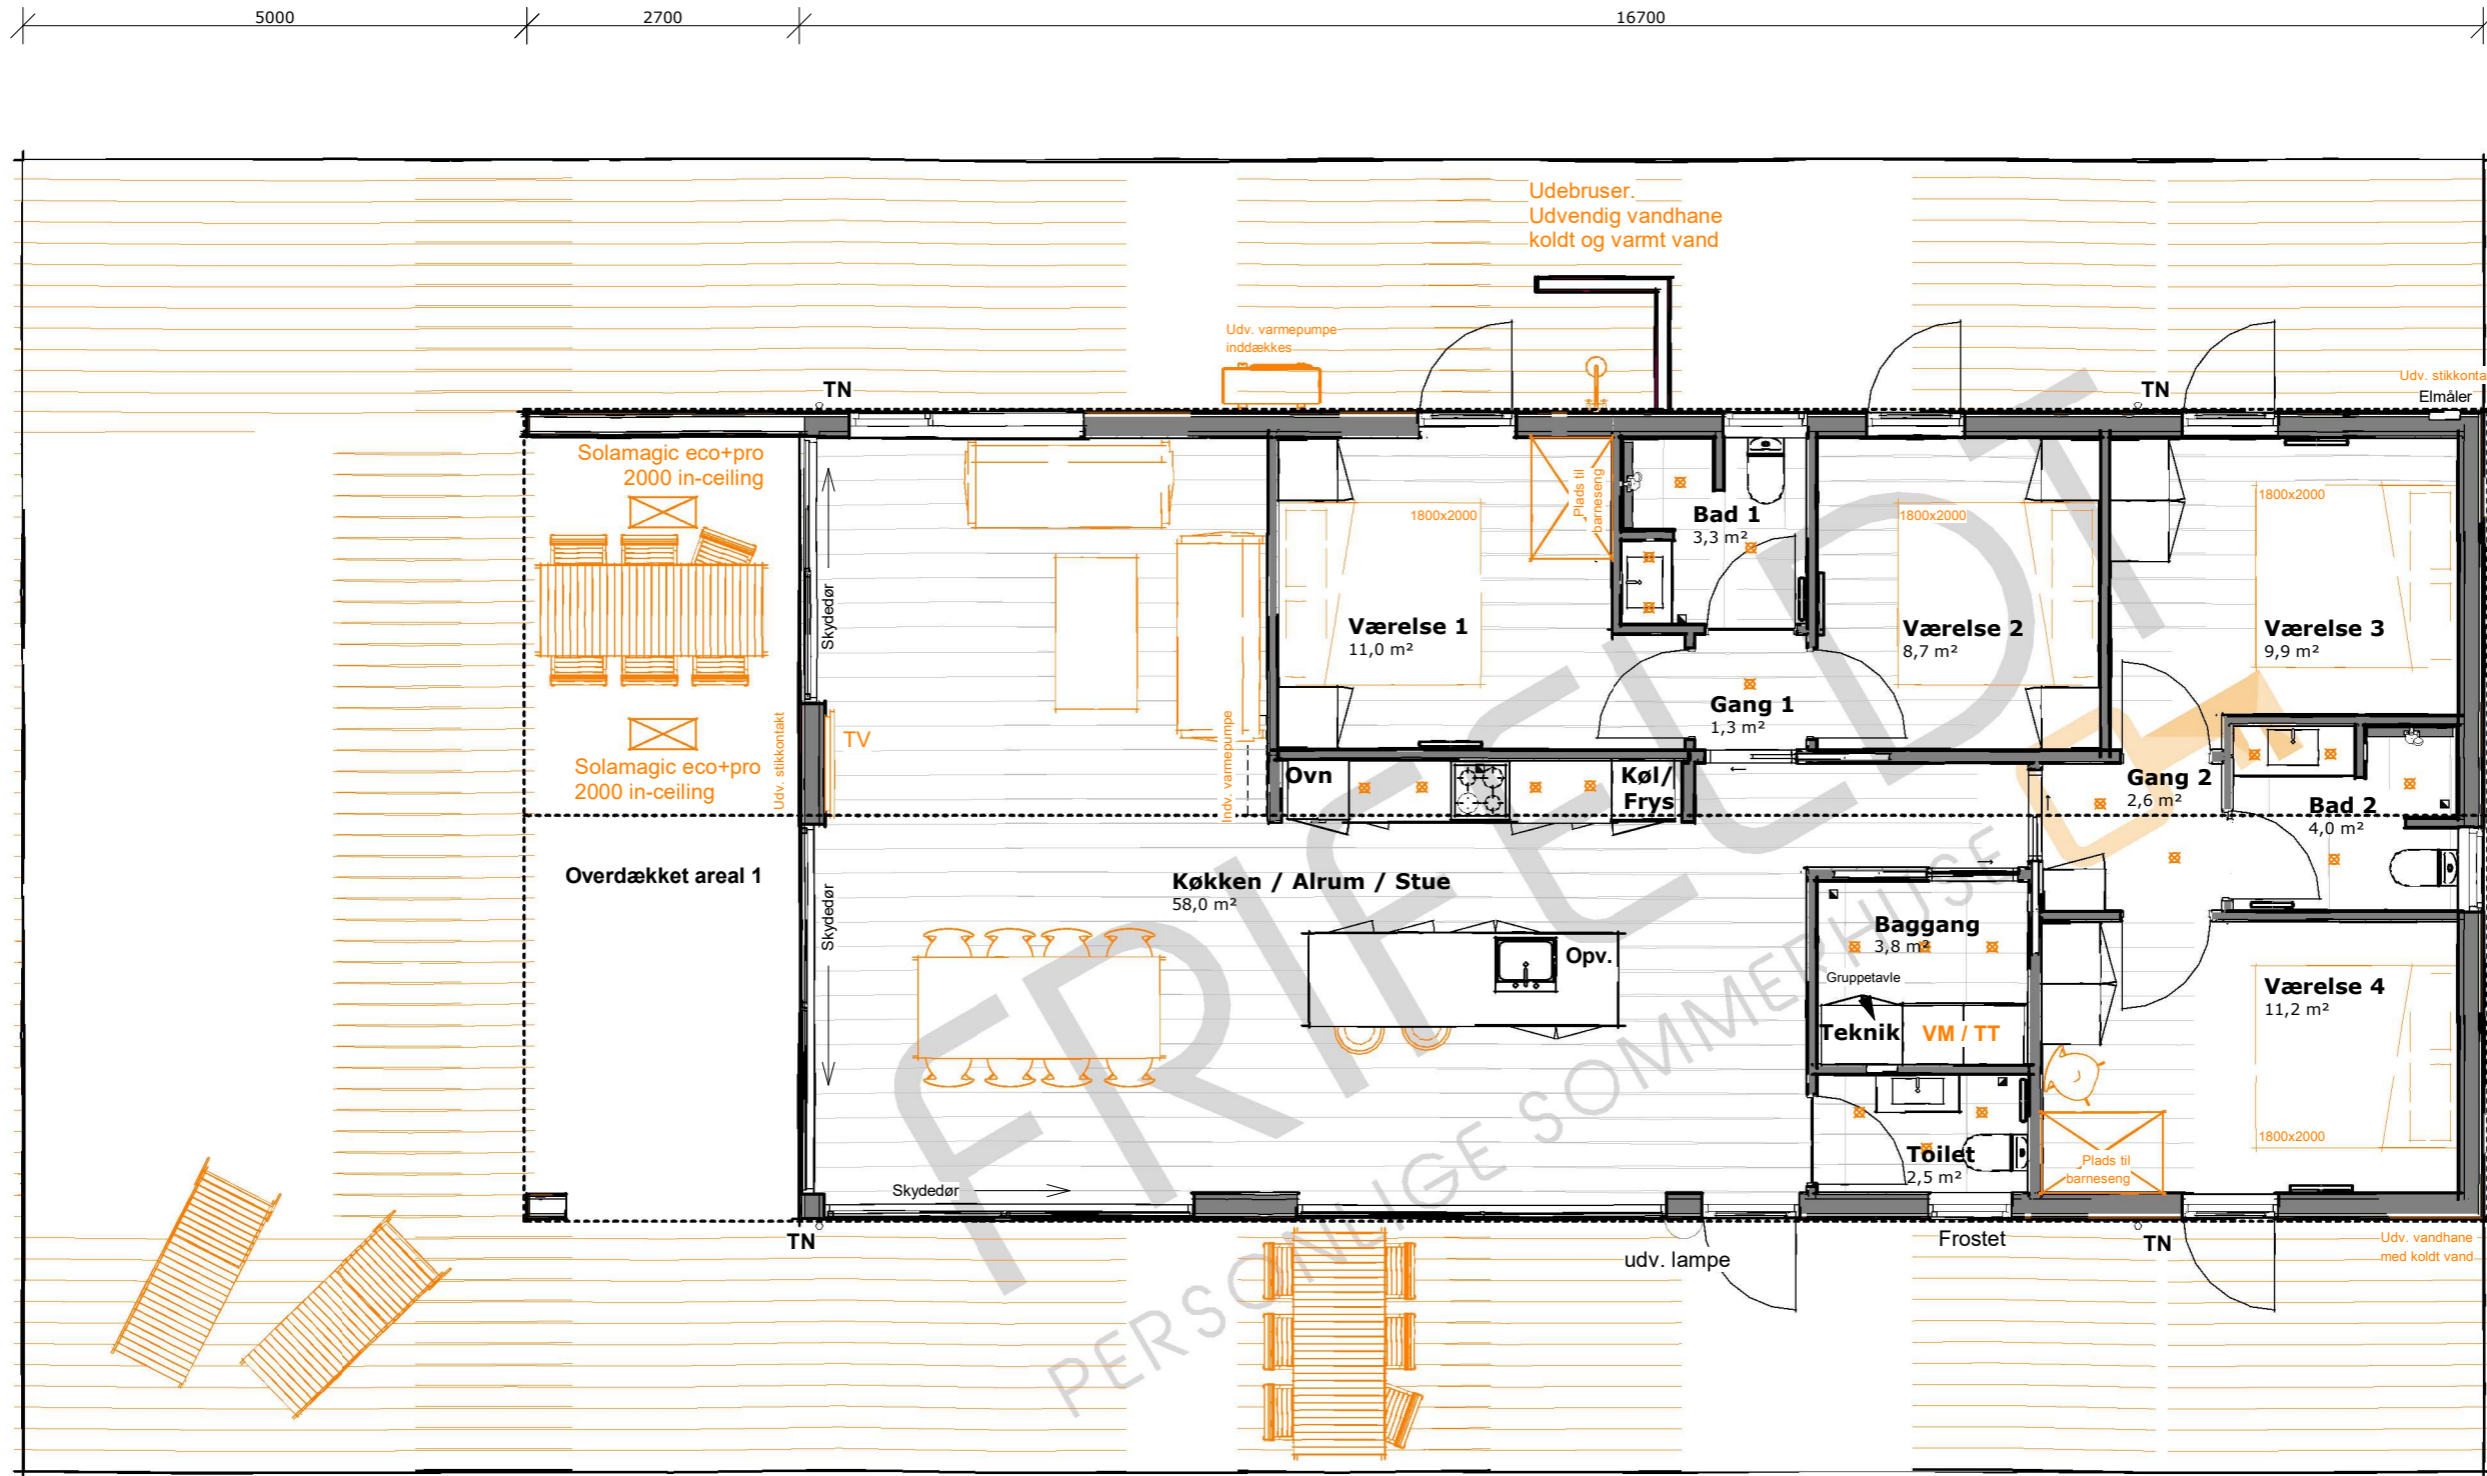 5000
2700
16700
Udebruser.
Udvendig vandhane
koldt og varmt vand
Udv. varmepumpe
inddækkes
TN
TN
Udv. stikkonta
Elmåler
Solamagic eco+pro
2000 in-ceiling
Skydedør
1800x2000
Plads til
barneseng
Bad 1
3,3 m²
1800x2000
1800x2000
Værelse 1
11,0 m²
Værelse 2
8,7 m²
Værelse 3
9,9 m²
Gang 1
1,3 m²
TV
Udv. stikkontakt
Indv. varmepumpe
Solamagic eco+pro
2000 in-ceiling
Ovn
Køl/
Frys
Gang 2
2,6 m²
Bad 2
4,0 m²
Overdækket areal 1
Skydedør
Køkken / Alrum / Stue
58,0 m²
Opv.
Baggang
3,8 m²
Gruppetavle
Teknik
VM / TT
Værelse 4
11,2 m²
1800x2000
Toilet
2,5 m²
Plads til
barneseng
Skydedør
TN
udv. lampe
Frostet
TN
Udv. vandhane
med koldt vand
FRIFELDT
PERSONLIGE SOMMERHUSE